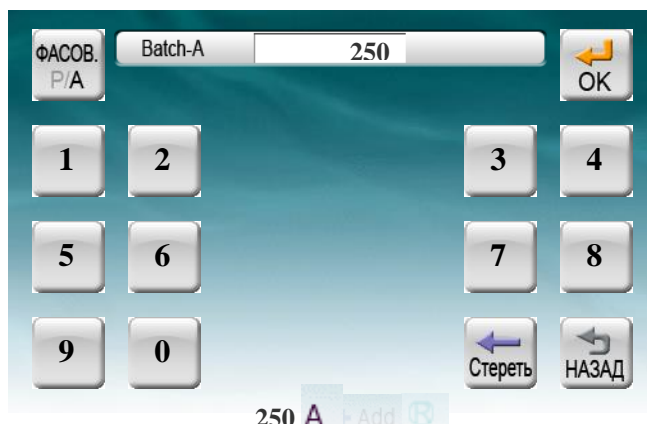 ФАСОВ.
P/A
Batch-A 250
OK
1 2 3 4
5 6 7 8
9 0 Стереть НАЗАД
250 A + Add R